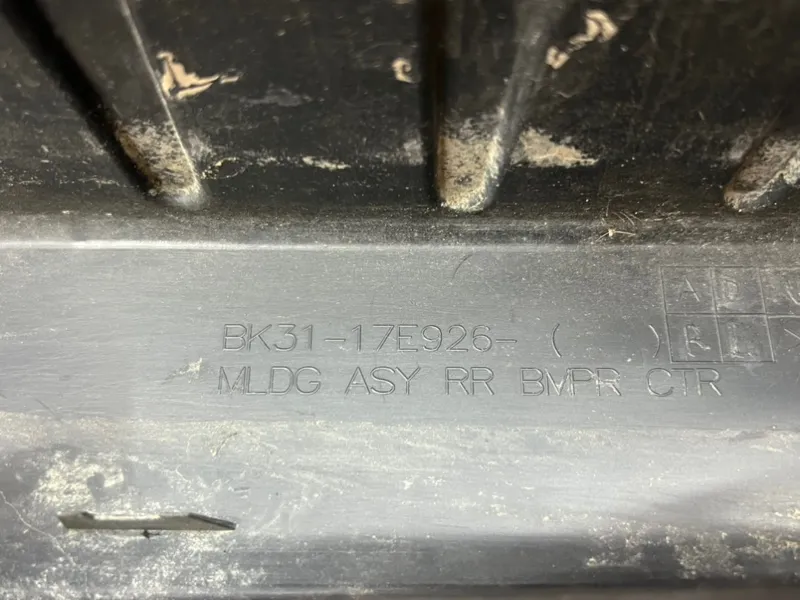 BK31-17E926- ( )
MLDG ASY RR BMPR CTR